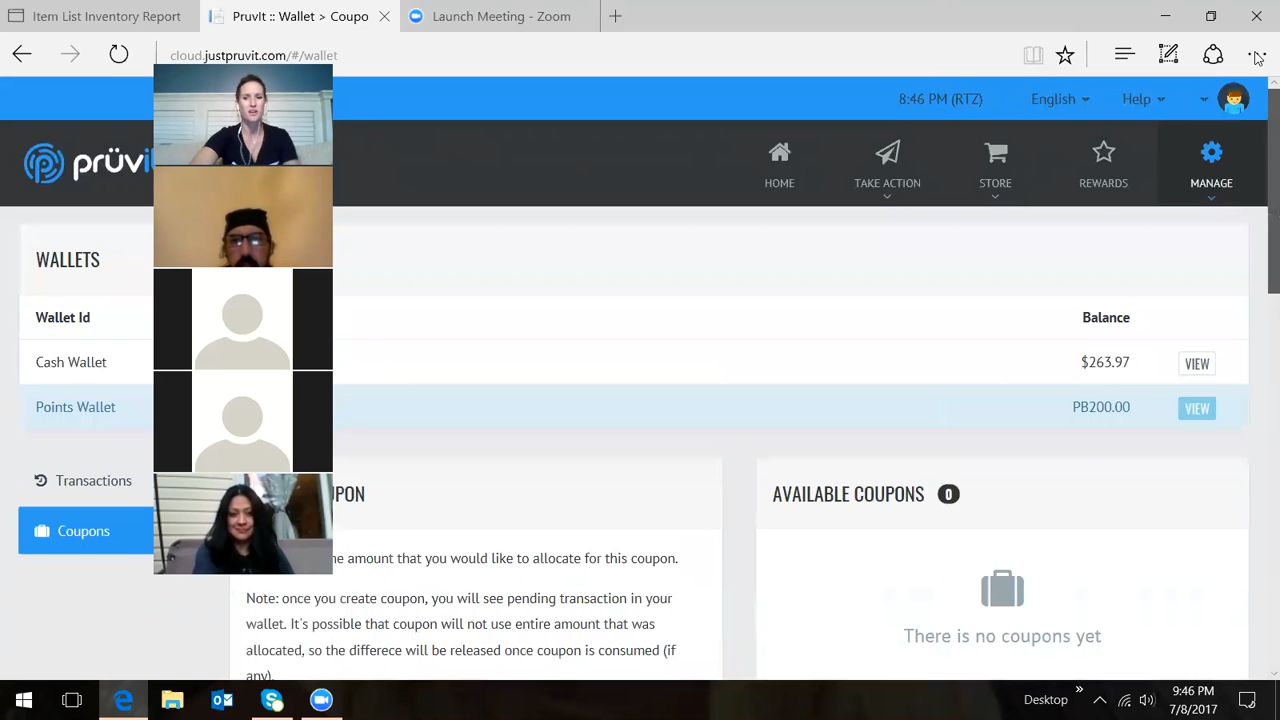 Item List Inventory Report
PruvIt :: Wallet > Coupo
Launch Meeting - Zoom
cloud.justpruvit.com/#/wallet
8:46 PM (RTZ)
English
Help
prüvit
HOME
TAKE ACTION
STORE
REWARDS
MANAGE
WALLETS
Wallet Id
Balance
Cash Wallet
$263.97
VIEW
Points Wallet
PB200.00
VIEW
Transactions
Coupons
PON
AVAILABLE COUPONS 0
e amount that you would like to allocate for this coupon.
Note: once you create coupon, you will see pending transaction in your
wallet. It's possible that coupon will not use entire amount that was
allocated, so the differece will be released once coupon is consumed (if
any).
There is no coupons yet
Desktop
9:46 PM
7/8/2017